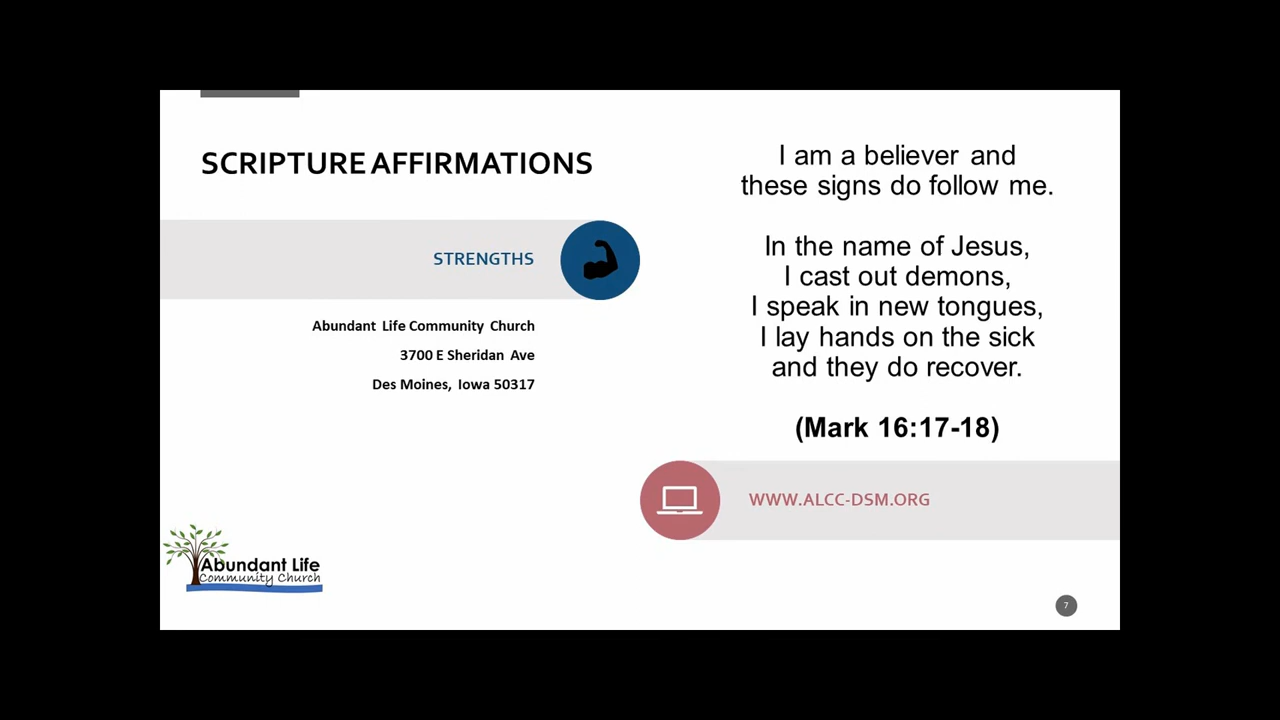 SCRIPTURE AFFIRMATIONS
STRENGTHS
Abundant Life Community Church
3700 E Sheridan Ave
Des Moines, Iowa 50317
I am a believer and
these signs do follow me.
In the name of Jesus,
I cast out demons,
I speak in new tongues,
I lay hands on the sick
and they do recover.
(Mark 16:17-18)
WWW.ALCC-DSM.ORG
Abundant Life
Community Church
7